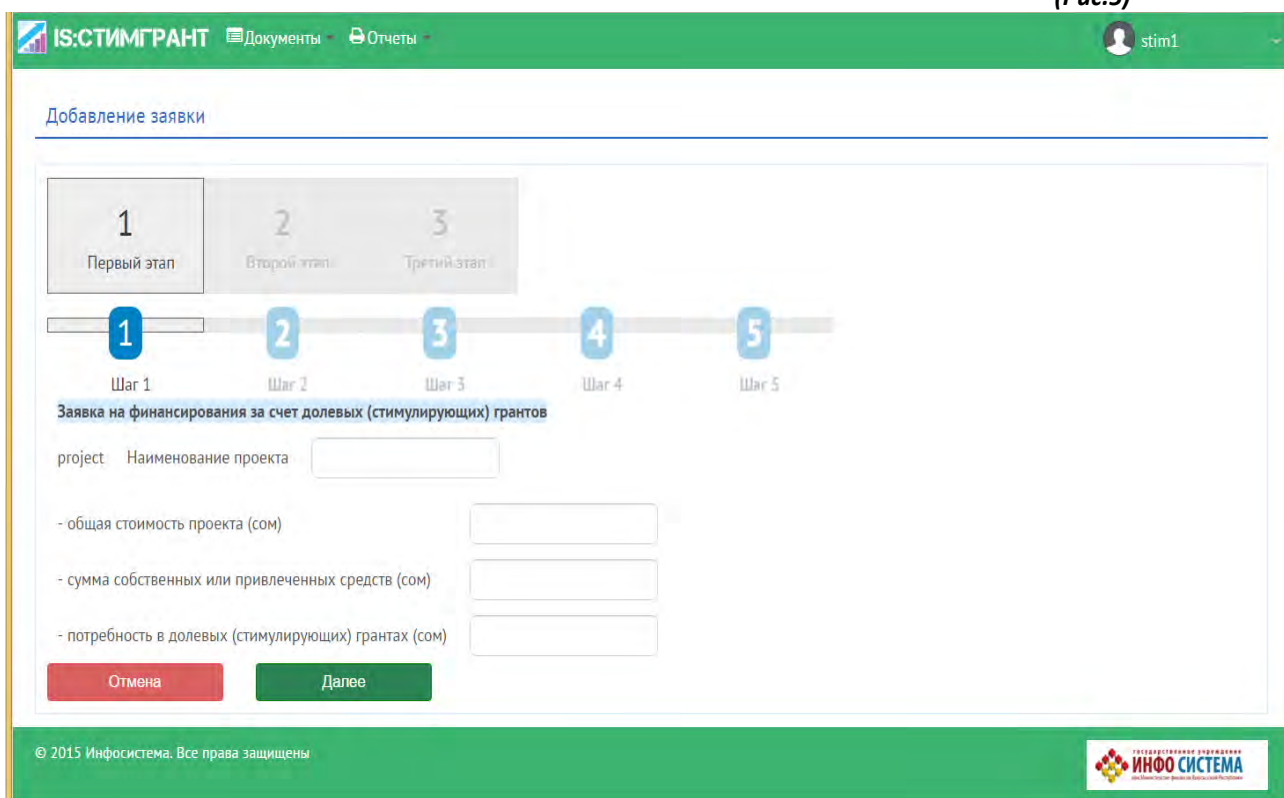 (Рис.5)
IS:СТИМГРАНТ Документы Отчеты stim1
Добавление заявки
1 2 3
Первый этап Второй этап Третий этап
1 2 3 4 5
Шаг 1 Шаг 2 Шаг 3 Шаг 4 Шаг 5
Заявка на финансирования за счет долевых (стимулирующих) грантов
project Наименование проекта
- общая стоимость проекта (сом)
- сумма собственных или привлеченных средств (сом)
- потребность в долевых (стимулирующих) грантах (сом)
Отмена Далее
© 2015 Инфосистема. Все права защищены
государственное учреждение
ИНФО СИСТЕМА